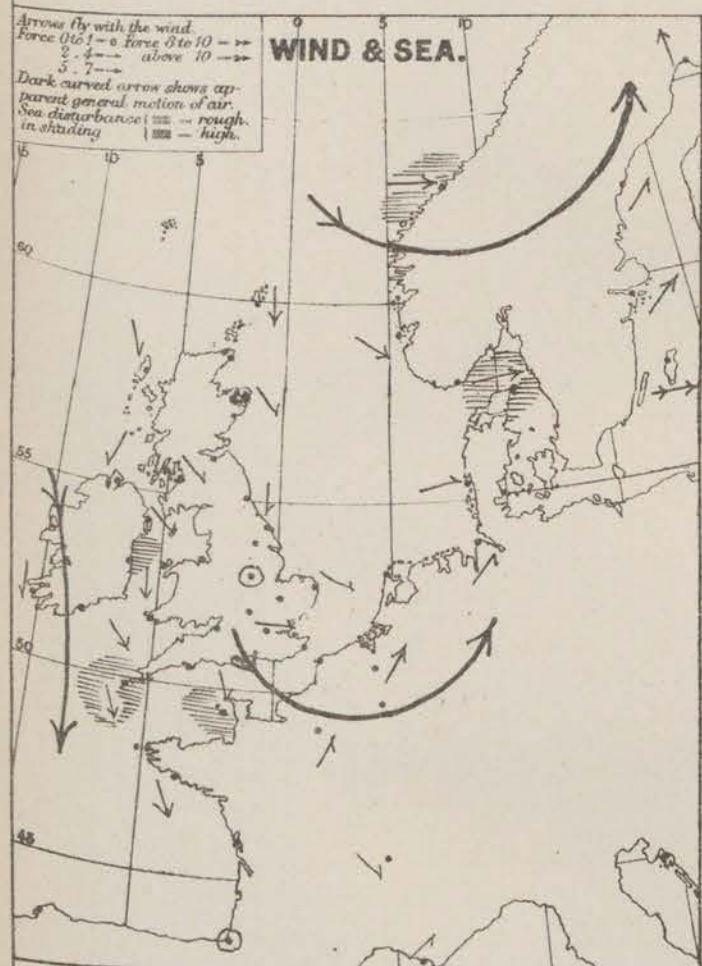 Arrows fly with the wind.
Force 0 to 1 — o Force 8 to 10 — ➳
2 . 4 — → above 10 — ➳
5 . 7 — →
Dark curved arrow shows ap-
parent general motion of air.
Sea disturbance { — rough.
in shading { — high.
WIND & SEA.
5 10
15 10 5
60
55
50
45